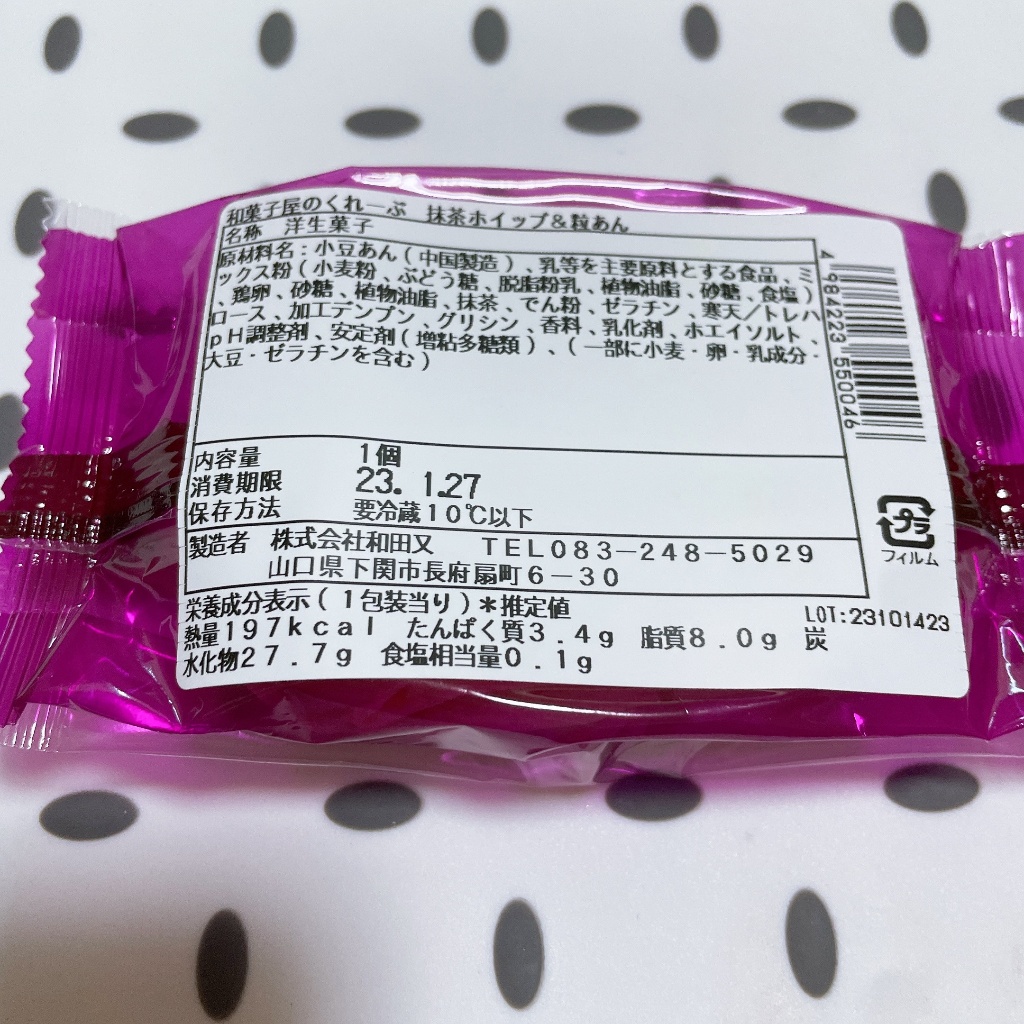 和菓子屋のくれーぷ 抹茶ホイップ&粒あん
名称 洋生菓子
原材料名:小豆あん(中国製造)、乳等を主要原料とする食品、ミ
ックス粉(小麦粉、ぶどう糖、脱脂粉乳、植物油脂、砂糖、食塩)
、鶏卵、砂糖、植物油脂、抹茶、でん粉、ゼラチン、寒天/トレハ
ロース、加工デンプン、グリシン、香料、乳化剤、ホエイソルト、
pH調整剤、安定剤(増粘多糖類)、(一部に小麦・卵・乳成分・
大豆・ゼラチンを含む)
4 984223 550046
内容量 1個
消費期限 23. 1.27
保存方法 要冷蔵10℃以下
プラ
フィルム
製造者 株式会社和田又 TEL083-248-5029
山口県下関市長府扇町6-30
栄養成分表示(1包装当り)*推定値
LOT:23101423
熱量197kcal たんぱく質3.4g 脂質8.0g 炭
水化物27.7g 食塩相当量0.1g